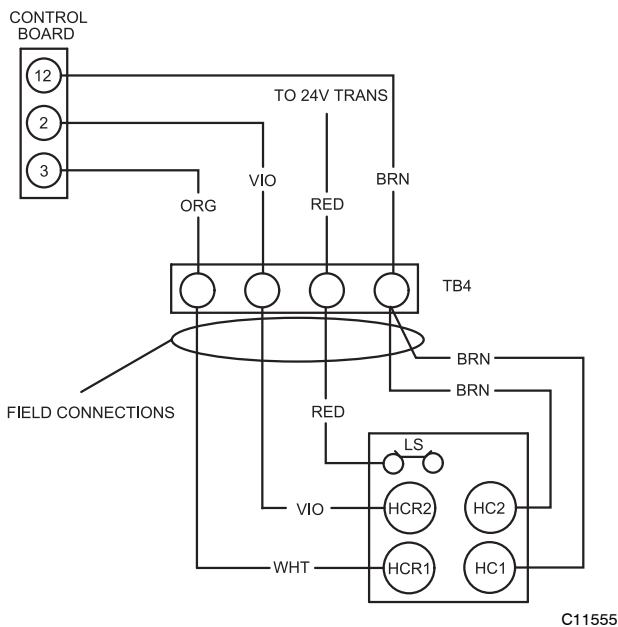 CONTROL
BOARD
12
2
3
TO 24V TRANS
VIO
BRN
ORG
RED
TB4
BRN
BRN
FIELD CONNECTIONS
RED
LS
VIO
HCR2
HC2
WHT
HCR1
HC1
C11555